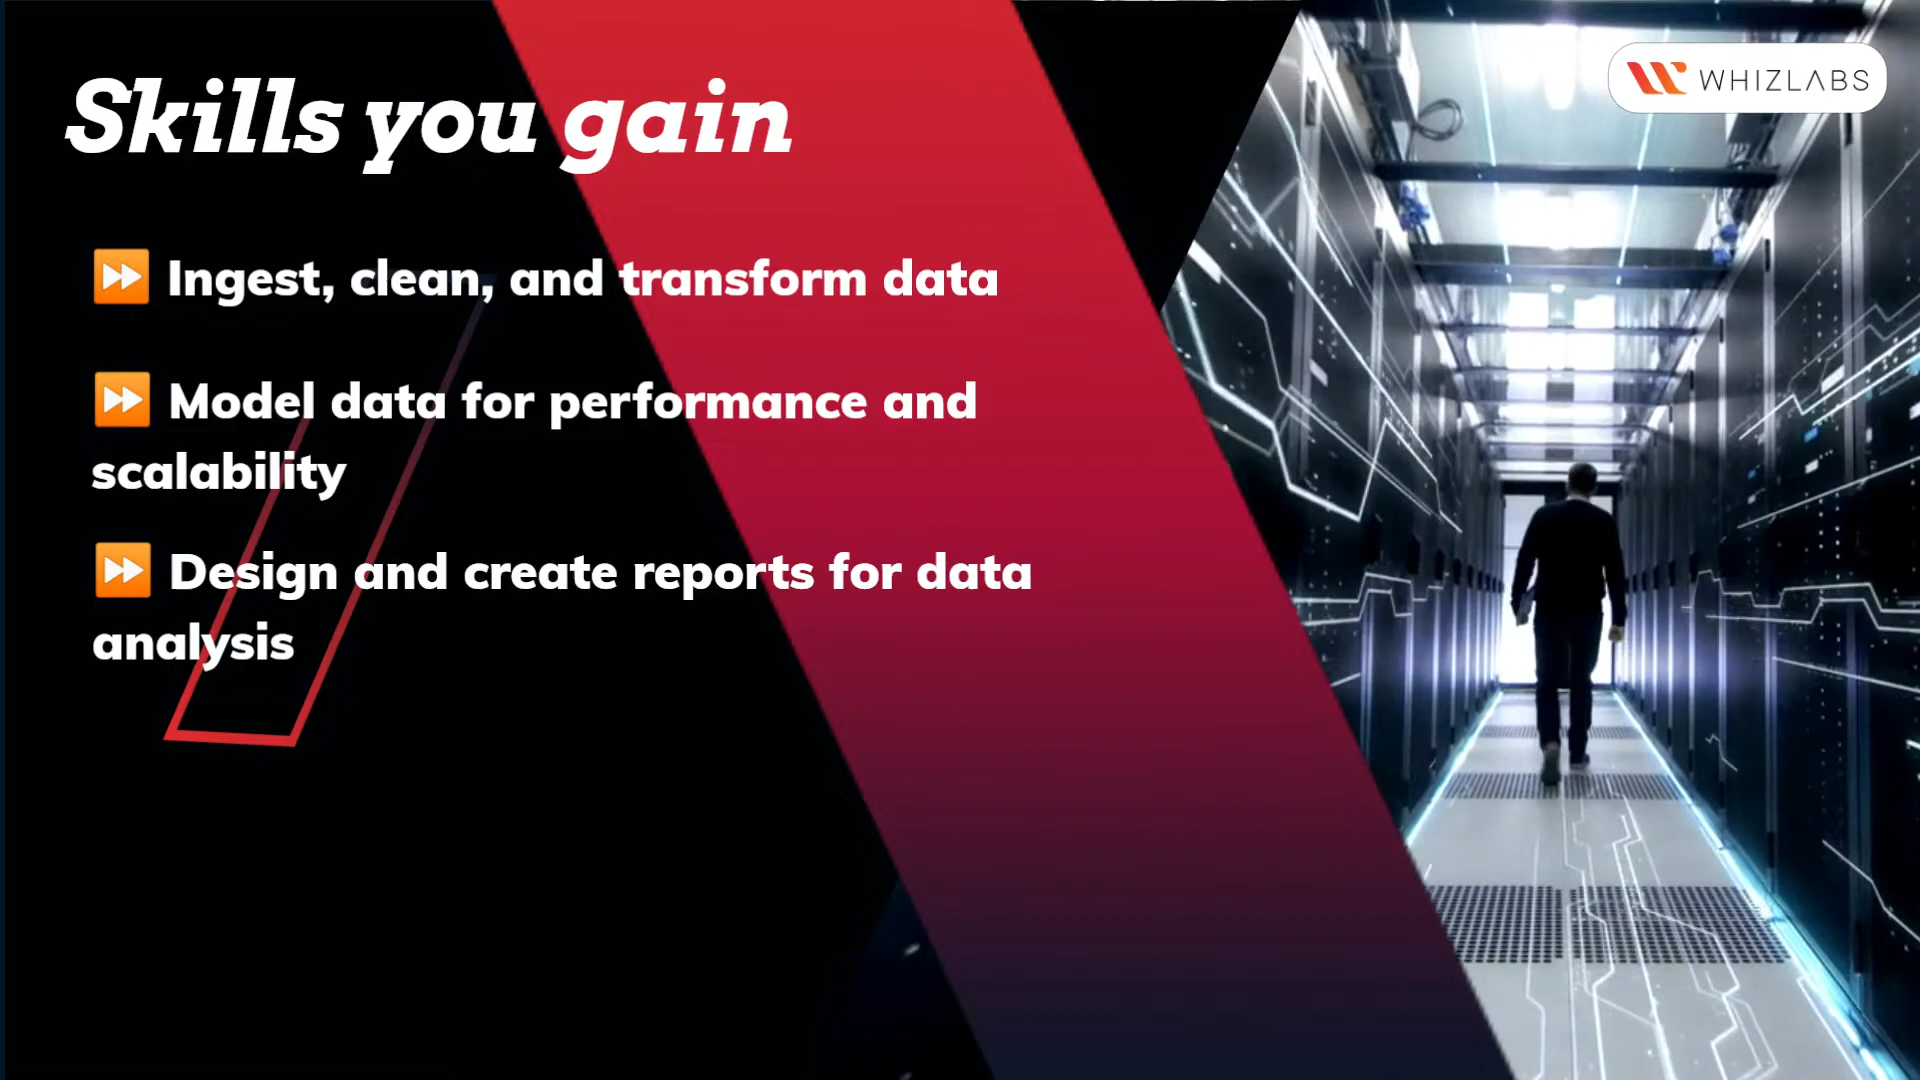 Skills you gain
WHIZLABS
⏩ Ingest, clean, and transform data
⏩ Model data for performance and
scalability
⏩ Design and create reports for data
analysis